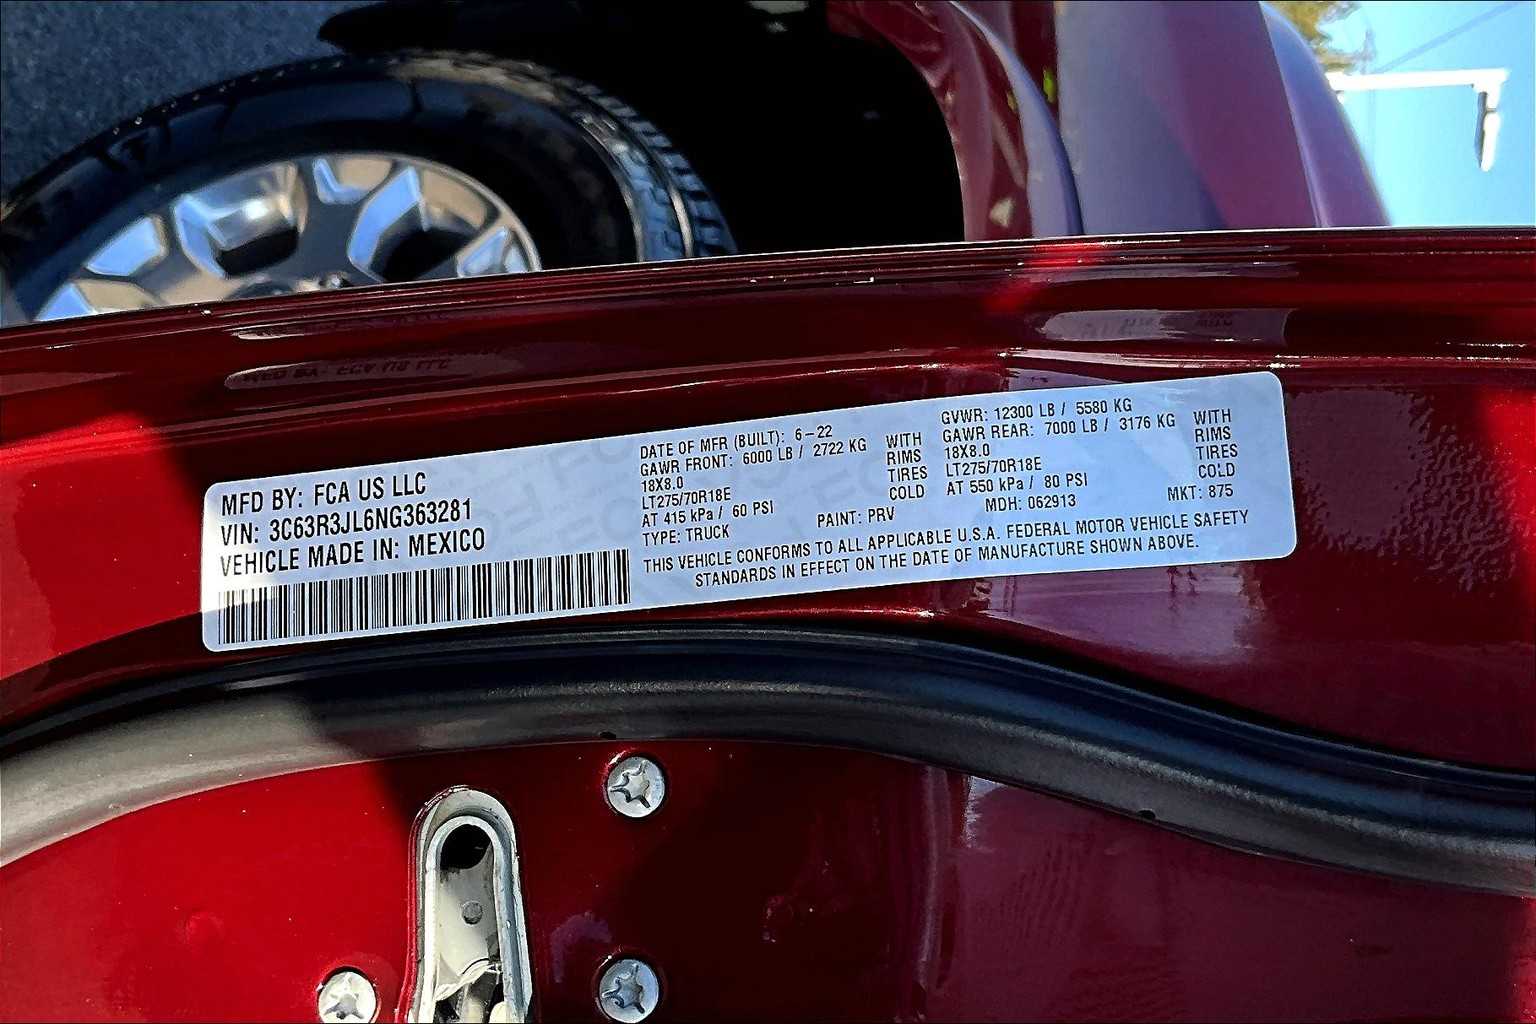 MFD BY: FCA US LLC
VIN: 3C63R3JL6NG363281
VEHICLE MADE IN: MEXICO
DATE OF MFR (BUILT): 6-22
GAWR FRONT: 6000 LB / 2722 KG WITH
18X8.0 RIMS
LT275/70R18E TIRES
AT 415 kPa / 60 PSI COLD
TYPE: TRUCK PAINT: PRV
GVWR: 12300 LB / 5580 KG
GAWR REAR: 7000 LB / 3176 KG WITH
18X8.0 RIMS
LT275/70R18E TIRES
AT 550 kPa / 80 PSI COLD
MDH: 062913 MKT: 875
THIS VEHICLE CONFORMS TO ALL APPLICABLE U.S.A. FEDERAL MOTOR VEHICLE SAFETY
STANDARDS IN EFFECT ON THE DATE OF MANUFACTURE SHOWN ABOVE.